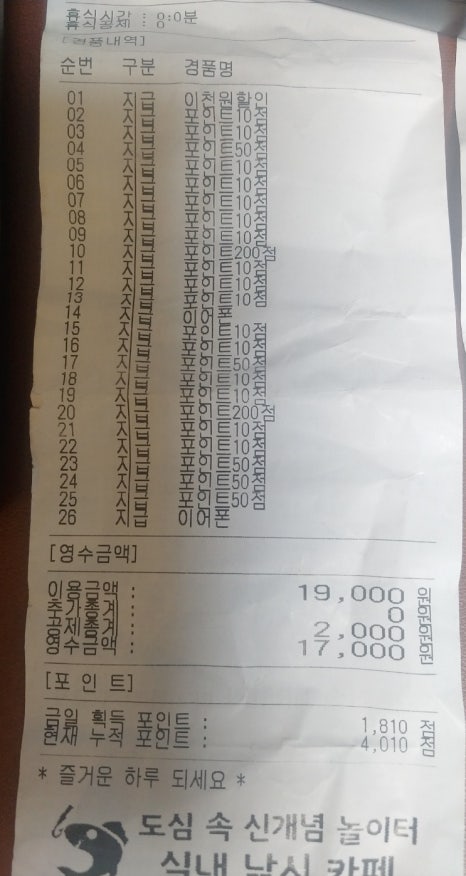 휴식시간 : 0:0분
휴식공제 : 0
[경품내역]
순번 구분 경품명
01 지급 이천원할인
02 지급 포인트10점
03 지급 포인트10점
04 지급 포인트50점
05 지급 포인트10점
06 지급 포인트10점
07 지급 포인트10점
08 지급 포인트10점
09 지급 포인트10점
10 지급 포인트200점
11 지급 포인트10점
12 지급 포인트10점
13 지급 포인트10점
14 지급 이어폰
15 지급 포인트10점
16 지급 포인트10점
17 지급 포인트50점
18 지급 포인트10점
19 지급 포인트10점
20 지급 포인트200점
21 지급 포인트10점
22 지급 포인트10점
23 지급 포인트50점
24 지급 포인트50점
25 지급 포인트50점
26 지급 이어폰
[영수금액]
이용금액 : 19,000 원
추가총계 : 0 원
공제총계 : 2,000 원
영수금액 : 17,000 원
[포 인 트]
금일 획득 포인트 : 1,810 점
현재 누적 포인트 : 4,010 점
* 즐거운 하루 되세요 *
도심 속 신개념 놀이터
실내 낚시 카페